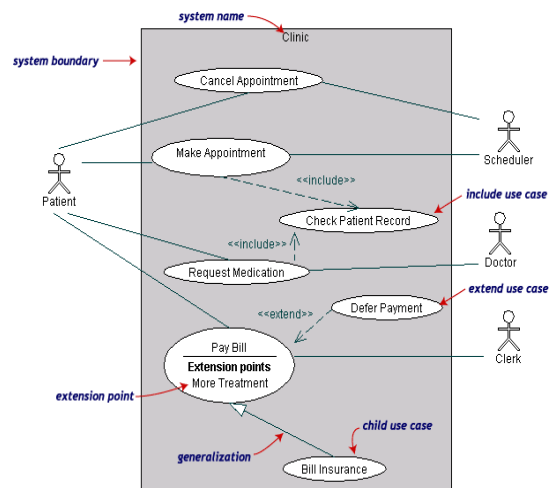 system name
Clinic
system boundary
Cancel Appointment
Make Appointment
Scheduler
Patient
<<include>>
include use case
Check Patient Record
<<include>>
Request Medication
Doctor
extend use case
<<extend>>
Defer Payment
Pay Bill
Clerk
Extension points
More Treatment
extension point
child use case
generalization
Bill Insurance